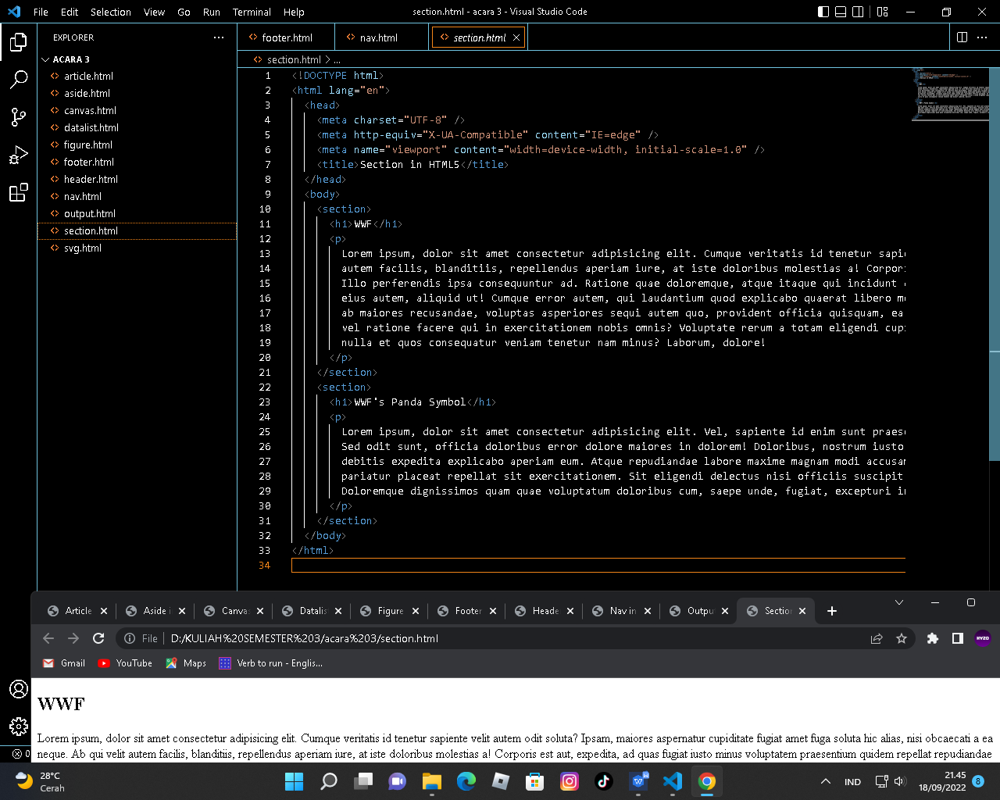 File Edit Selection View Go Run Terminal Help section.html - acara 3 - Visual Studio Code
EXPLORER
footer.html nav.html section.html
section.html > ...
ACARA 3
article.html
aside.html
canvas.html
datalist.html
figure.html
footer.html
header.html
nav.html
output.html
section.html
svg.html
1 <!DOCTYPE html>
2 <html lang="en">
3 <head>
4 <meta charset="UTF-8" />
5 <meta http-equiv="X-UA-Compatible" content="IE=edge" />
6 <meta name="viewport" content="width=device-width, initial-scale=1.0" />
7 <title>Section in HTML5</title>
8 </head>
9 <body>
10 <section>
11 <h1>WWF</h1>
12 <p>
13 Lorem ipsum, dolor sit amet consectetur adipisicing elit. Cumque veritatis id tenetur sapi
14 autem facilis, blanditiis, repellendus aperiam iure, at iste doloribus molestias a! Corpori
15 Illo perferendis ipsa consequuntur ad. Ratione quae doloremque, atque itaque qui incidunt
16 eius autem, aliquid ut! Cumque error autem, qui laudantium quod explicabo quaerat libero m
17 ab maiores recusandae, voluptas asperiores sequi autem quo, provident officia quisquam, ea
18 vel ratione facere qui in exercitationem nobis omnis? Voluptate rerum a totam eligendi cup
19 nulla et quos consequatur veniam tenetur nam minus? Laborum, dolore!
20 </p>
21 </section>
22 <section>
23 <h1>WWF's Panda Symbol</h1>
24 <p>
25 Lorem ipsum, dolor sit amet consectetur adipisicing elit. Vel, sapiente id enim sunt praes
26 Sed odit sunt, officia doloribus error dolore maiores in dolorem! Doloribus, nostrum iusto
27 debitis expedita explicabo aperiam eum. Atque repudiandae labore maxime magnam modi accusa
28 pariatur placeat repellat sit exercitationem. Sit eligendi delectus nisi officiis suscipit
29 Doloremque dignissimos quam quae voluptatum doloribus cum, saepe unde, fugiat, excepturi i
30 </p>
31 </section>
32 </body>
33 </html>
34
Article Aside i Canva Datalis Figure Footer Heade Nav in Outpu Sectio
File D:/KULIAH%20SEMESTER%203/acara%203/section.html
HVZO
Gmail YouTube Maps Verb to run - Englis...
WWF
Lorem ipsum, dolor sit amet consectetur adipisicing elit. Cumque veritatis id tenetur sapiente velit autem odit soluta? Ipsam, maiores aspernatur cupiditate fugiat amet fuga soluta hic alias, nisi obcaecati a ea
neque. Ab qui velit autem facilis, blanditiis, repellendus aperiam iure, at iste doloribus molestias a! Corporis est aut, expedita, ad quas fugiat iusto minus voluptatem praesentium quidem repellat repudiandae
0
28°C
Cerah
IND
21.45
18/09/2022
8